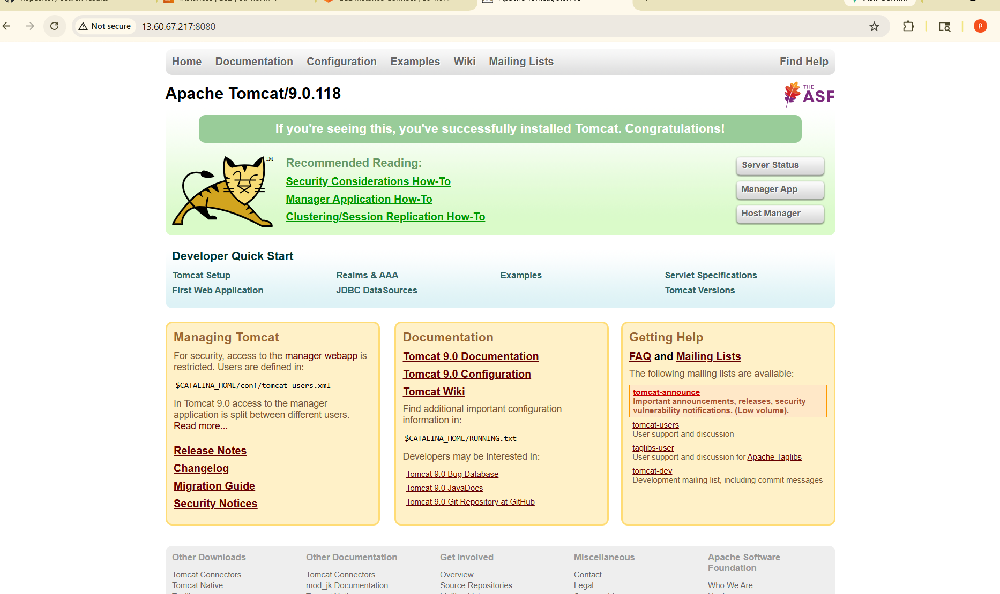 Not secure 13.60.67.217:8080
P
Home Documentation Configuration Examples Wiki Mailing Lists Find Help
Apache Tomcat/9.0.118
THE
ASF
If you're seeing this, you've successfully installed Tomcat. Congratulations!
TM
Recommended Reading:
Security Considerations How-To
Manager Application How-To
Clustering/Session Replication How-To
Server Status
Manager App
Host Manager
Developer Quick Start
Tomcat Setup
First Web Application
Realms & AAA
JDBC DataSources
Examples
Servlet Specifications
Tomcat Versions
Managing Tomcat
For security, access to the manager webapp is
restricted. Users are defined in:
$CATALINA_HOME/conf/tomcat-users.xml
In Tomcat 9.0 access to the manager
application is split between different users.
Read more...
Release Notes
Changelog
Migration Guide
Security Notices
Documentation
Tomcat 9.0 Documentation
Tomcat 9.0 Configuration
Tomcat Wiki
Find additional important configuration
information in:
$CATALINA_HOME/RUNNING.txt
Developers may be interested in:
Tomcat 9.0 Bug Database
Tomcat 9.0 JavaDocs
Tomcat 9.0 Git Repository at GitHub
Getting Help
FAQ and Mailing Lists
The following mailing lists are available:
tomcat-announce
Important announcements, releases, security
vulnerability notifications. (Low volume).
tomcat-users
User support and discussion
taglibs-user
User support and discussion for Apache Taglibs
tomcat-dev
Development mailing list, including commit messages
Other Downloads
Tomcat Connectors
Tomcat Native
Other Documentation
Tomcat Connectors
mod_jk Documentation
Get Involved
Overview
Source Repositories
Miscellaneous
Contact
Legal
Apache Software
Foundation
Who We Are